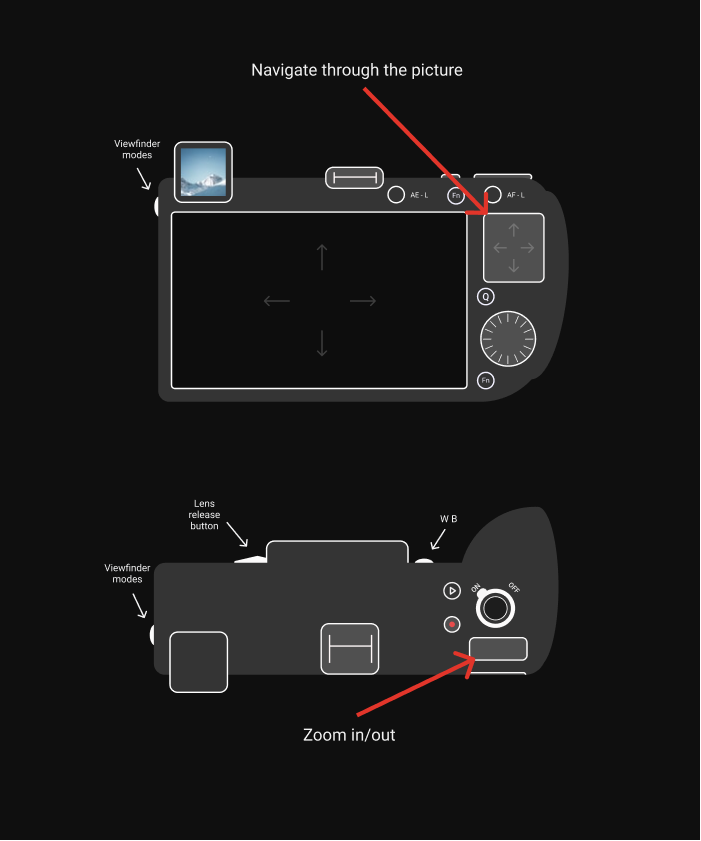 Navigate through the picture
Viewfinder
modes
AE - L
Fn
AF - L
Q
Fn
Lens
release
button
W B
Viewfinder
modes
ON
OFF
Zoom in/out